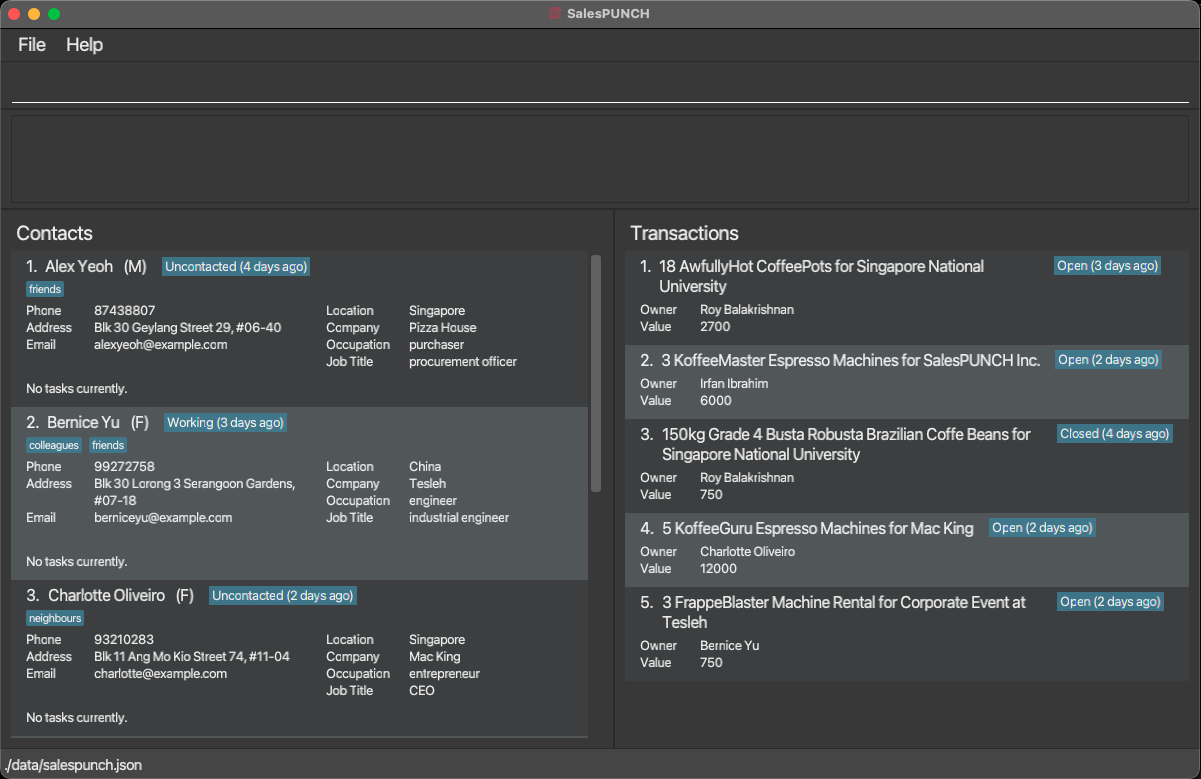 SalesPUNCH
File Help
Contacts
1. Alex Yeoh (M) Uncontacted (4 days ago)
friends
Phone 87438807 Location Singapore
Address Blk 30 Geylang Street 29, #06-40 Company Pizza House
Email alexyeoh@example.com Occupation purchaser
Job Title procurement officer
No tasks currently.
2. Bernice Yu (F) Working (3 days ago)
colleagues friends
Phone 99272758 Location China
Address Blk 30 Lorong 3 Serangoon Gardens, Company Tesleh
#07-18 Occupation engineer
Email berniceyu@example.com Job Title industrial engineer
No tasks currently.
3. Charlotte Oliveiro (F) Uncontacted (2 days ago)
neighbours
Phone 93210283 Location Singapore
Address Blk 11 Ang Mo Kio Street 74, #11-04 Company Mac King
Email charlotte@example.com Occupation entrepreneur
Job Title CEO
No tasks currently.
Transactions
1. 18 AwfullyHot CoffeePots for Singapore National Open (3 days ago)
University
Owner Roy Balakrishnan
Value 2700
2. 3 KoffeeMaster Espresso Machines for SalesPUNCH Inc. Open (2 days ago)
Owner Irfan Ibrahim
Value 6000
3. 150kg Grade 4 Busta Robusta Brazilian Coffe Beans for Closed (4 days ago)
Singapore National University
Owner Roy Balakrishnan
Value 750
4. 5 KoffeeGuru Espresso Machines for Mac King Open (2 days ago)
Owner Charlotte Oliveiro
Value 12000
5. 3 FrappeBlaster Machine Rental for Corporate Event at Open (2 days ago)
Tesleh
Owner Bernice Yu
Value 750
./data/salespunch.json